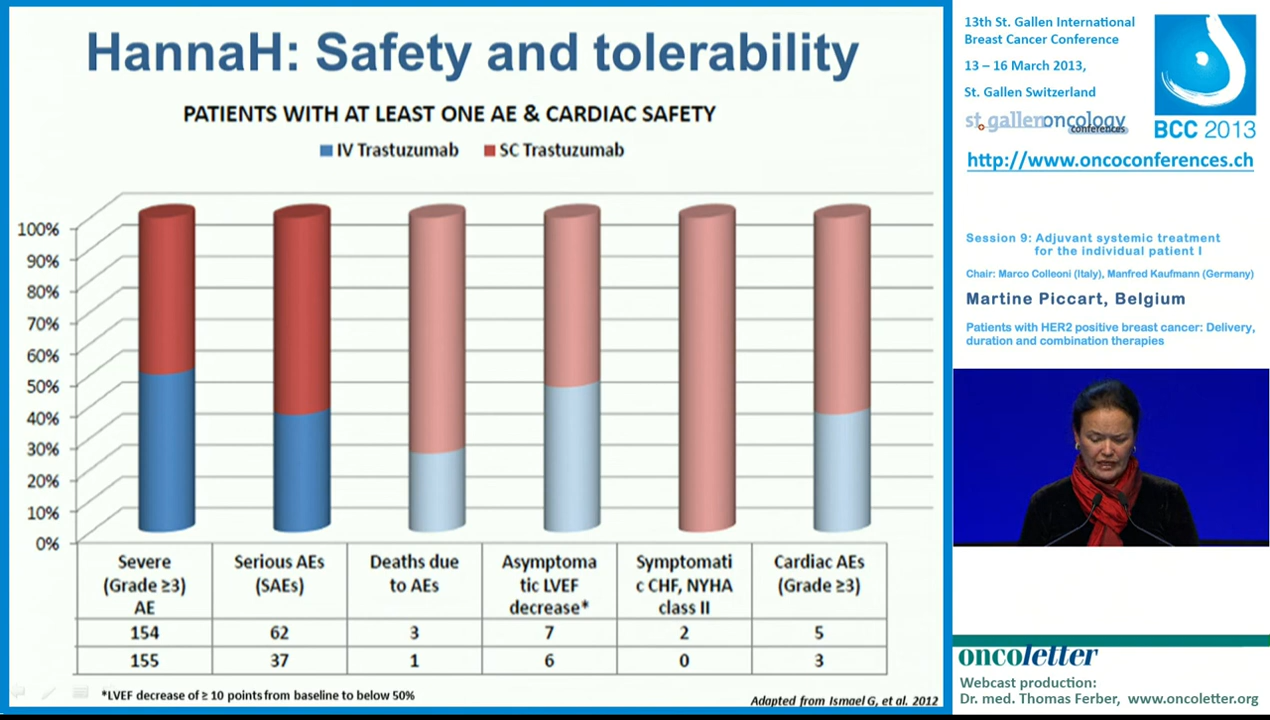 HannaH: Safety and tolerability
PATIENTS WITH AT LEAST ONE AE & CARDIAC SAFETY
IV Trastuzumab
SC Trastuzumab
100%
90%
80%
70%
60%
50%
40%
30%
20%
10%
0%
Severe
(Grade ≥3)
AE
Serious AEs
(SAEs)
Deaths due
to AEs
Asymptoma
tic LVEF
decrease*
Symptomati
c CHF, NYHA
class II
Cardiac AEs
(Grade ≥3)
154 62 3 7 2 5
155 37 1 6 0 3
*LVEF decrease of ≥ 10 points from baseline to below 50%
Adapted from Ismael G, et al. 2012
13th St. Gallen International
Breast Cancer Conference
13 – 16 March 2013,
St. Gallen Switzerland
st.gallenoncology
conferences
BCC 2013
http://www.oncoconferences.ch
Session 9: Adjuvant systemic treatment
for the individual patient I
Chair: Marco Colleoni (Italy), Manfred Kaufmann (Germany)
Martine Piccart, Belgium
Patients with HER2 positive breast cancer: Delivery,
duration and combination therapies
oncoletter
Webcast production:
Dr. med. Thomas Ferber, www.oncoletter.org